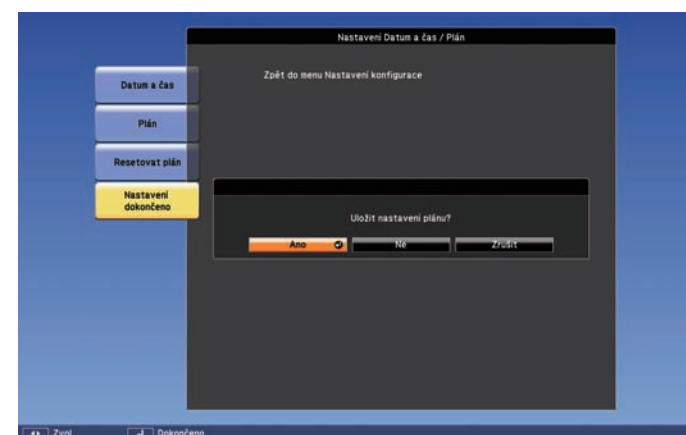 Nastavení Datum a čas / Plán
Zpět do menu Nastavení konfigurace
Datum a čas
Plán
Resetovat plán
Nastavení
dokončeno
Uložit nastavení plánu?
Ano Ne Zrušit
Zvol Dokončeno